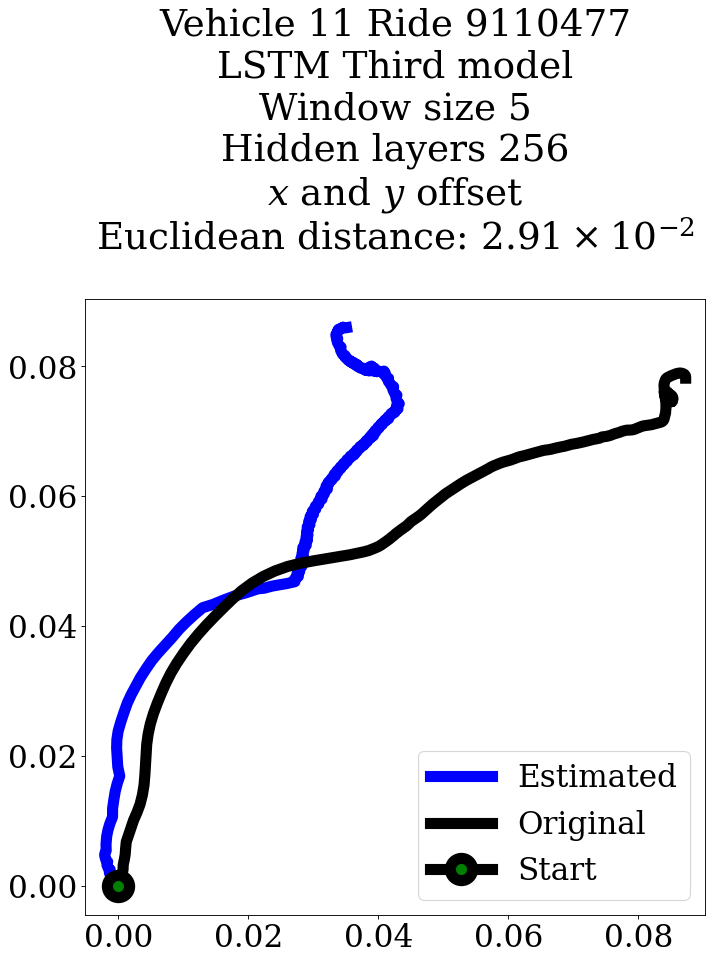 Vehicle 11 Ride 9110477
LSTM Third model
Window size 5
Hidden layers 256
x and y offset
Euclidean distance: 2.91 × 10⁻²
0.08
0.06
0.04
0.02
0.00
Estimated
Original
Start
0.00 0.02 0.04 0.06 0.08